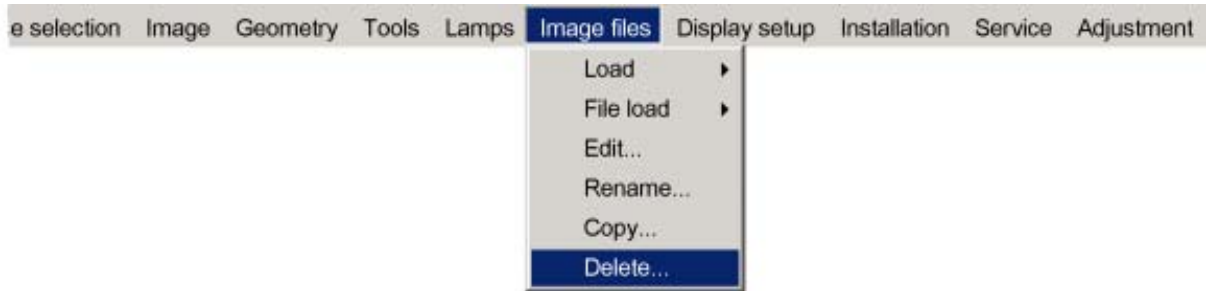 e selection Image Geometry Tools Lamps Image files Display setup Installation Service Adjustment
Load
File load
Edit...
Rename...
Copy...
Delete...